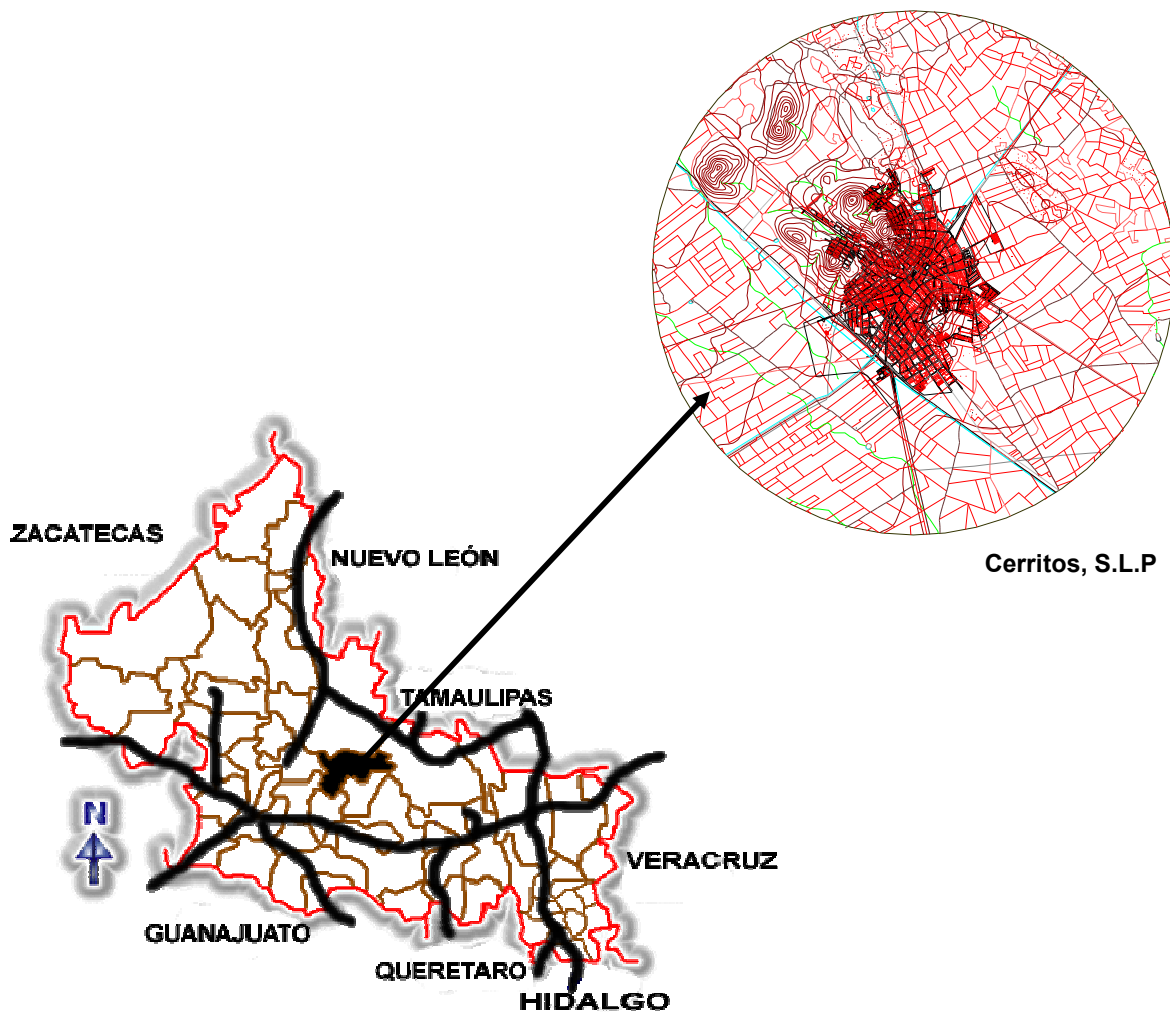 Cerritos, S.L.P
ZACATECAS
NUEVO LEÓN
TAMAULIPAS
N
VERACRUZ
GUANAJUATO
QUERETARO
HIDALGO